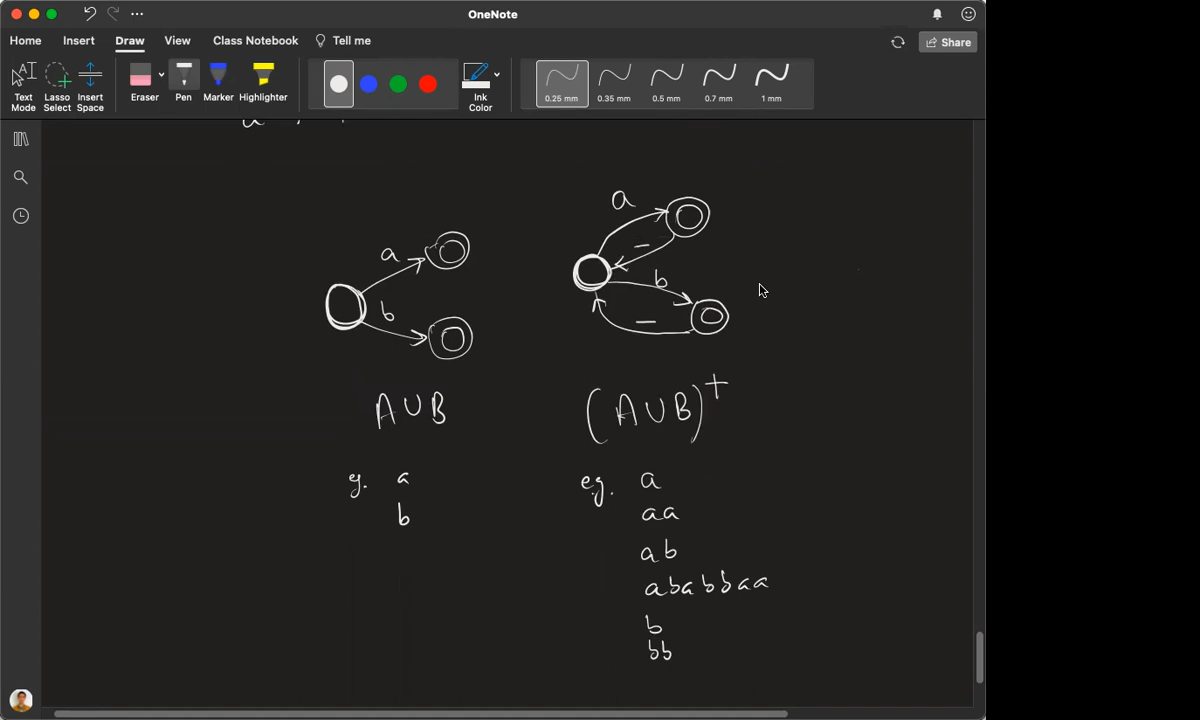 OneNote
Home Insert Draw View Class Notebook Tell me
Share
Text Mode
Lasso Select
Insert Space
Eraser
Pen
Marker
Highlighter
Ink Color
0.25 mm
0.35 mm
0.5 mm
0.7 mm
1 mm
a
b
A U B
a
b
a
–
b
–
(A U B)+
eg. a
aa
ab
ababbaa
b
bb